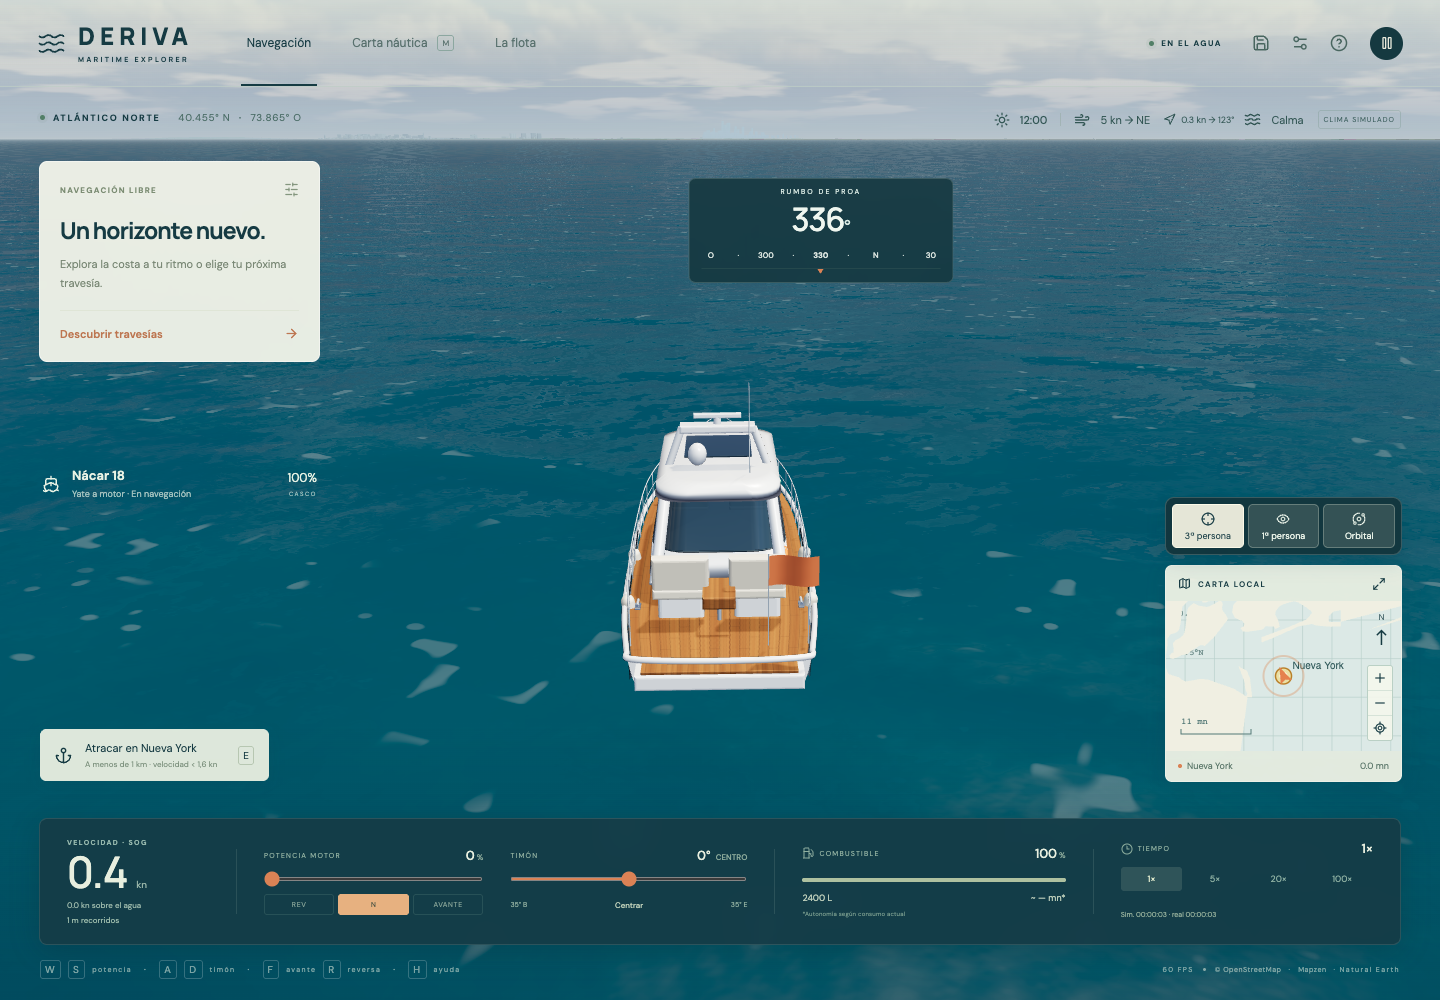 DERIVA
MARITIME EXPLORER
Navegación
Carta náutica M
La flota
EN EL AGUA
ATLÁNTICO NORTE 40.455° N • 73.865° O
12:00
5 kn → NE
0.3 kn → 123°
Calma
CLIMA SIMULADO
NAVEGACIÓN LIBRE
Un horizonte nuevo.
Explora la costa a tu ritmo o elige tu próxima
travesía.
Descubrir travesías →
RUMBO DE PROA
336°
O · 300 · 330 · N · 30
Nácar 18
Yate a motor · En navegación
100%
CASCO
3ª persona
1ª persona
Orbital
CARTA LOCAL
N
Nueva York
11 mn
Nueva York 0.0 mn
Atracar en Nueva York
A menos de 1 km · velocidad < 1,6 kn
E
VELOCIDAD · SOG
0.4 kn
0.0 kn sobre el agua
1 m recorridos
POTENCIA MOTOR 0 %
REV N AVANTE
TIMÓN 0° CENTRO
35° B Centrar 35° E
COMBUSTIBLE 100 %
2400 L ~ — mn*
*Autonomía según consumo actual
TIEMPO 1×
1× 5× 20× 100×
Sim. 00:00:03 · real 00:00:03
W S potencia · A D timón · F avante R reversa · H ayuda
60 FPS • © OpenStreetMap · Mapzen · Natural Earth